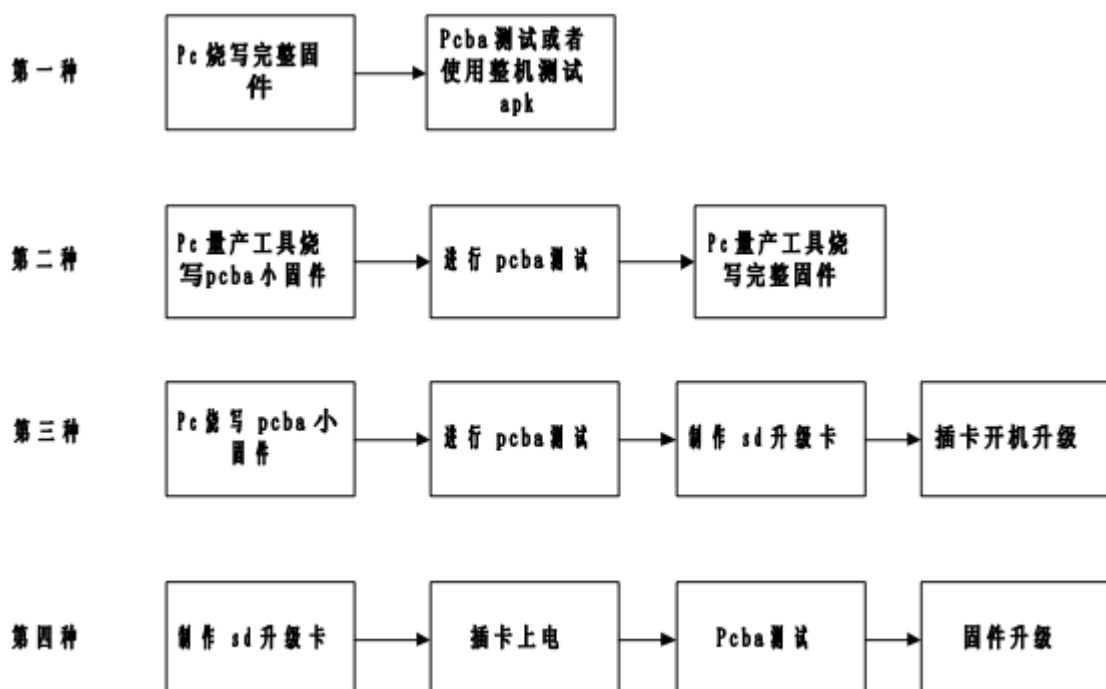 第一种
Pc烧写完整固
件
Pcba测试或者
使用整机测试
apk
第二种
Pc量产工具烧
写pcba小固件
进行pcba测试
Pc量产工具烧
写完整固件
第三种
Pc烧写pcba小
固件
进行pcba测试
制作sd升级卡
插卡开机升级
第四种
制作sd升级卡
插卡上电
Pcba测试
固件升级